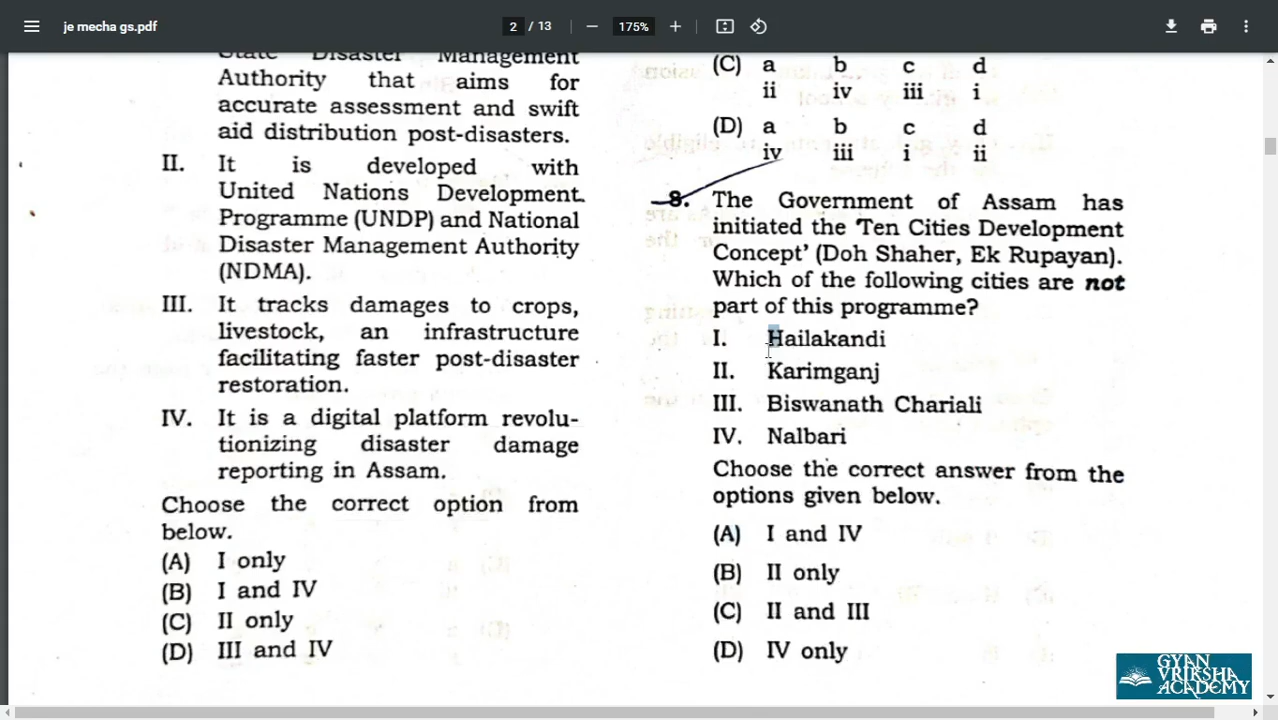 je mecha gs.pdf
2 / 13
175%
State Disaster Management
Authority that aims for
accurate assessment and swift
aid distribution post-disasters.
II. It is developed with
United Nations Development
Programme (UNDP) and National
Disaster Management Authority
(NDMA).
III. It tracks damages to crops,
livestock, an infrastructure
facilitating faster post-disaster
restoration.
IV. It is a digital platform revolu-
tionizing disaster damage
reporting in Assam.
Choose the correct option from
below.
(A) I only
(B) I and IV
(C) II only
(D) III and IV
(C) a b c d
ii iv iii i
(D) a b c d
iv iii i ii
8. The Government of Assam has
initiated the 'Ten Cities Development
Concept' (Doh Shaher, Ek Rupayan).
Which of the following cities are not
part of this programme?
I. Hailakandi
II. Karimganj
III. Biswanath Chariali
IV. Nalbari
Choose the correct answer from the
options given below.
(A) I and IV
(B) II only
(C) II and III
(D) IV only
GYAN
VRIKSHA
ACADEMY